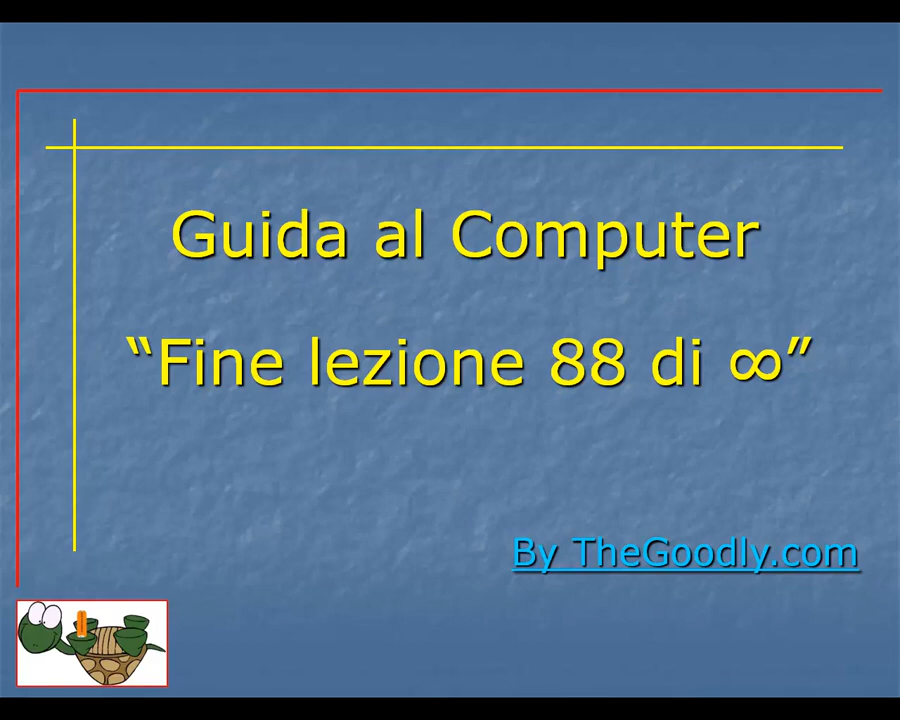 Guida al Computer
“Fine lezione 88 di ∞”
By TheGoodly.com